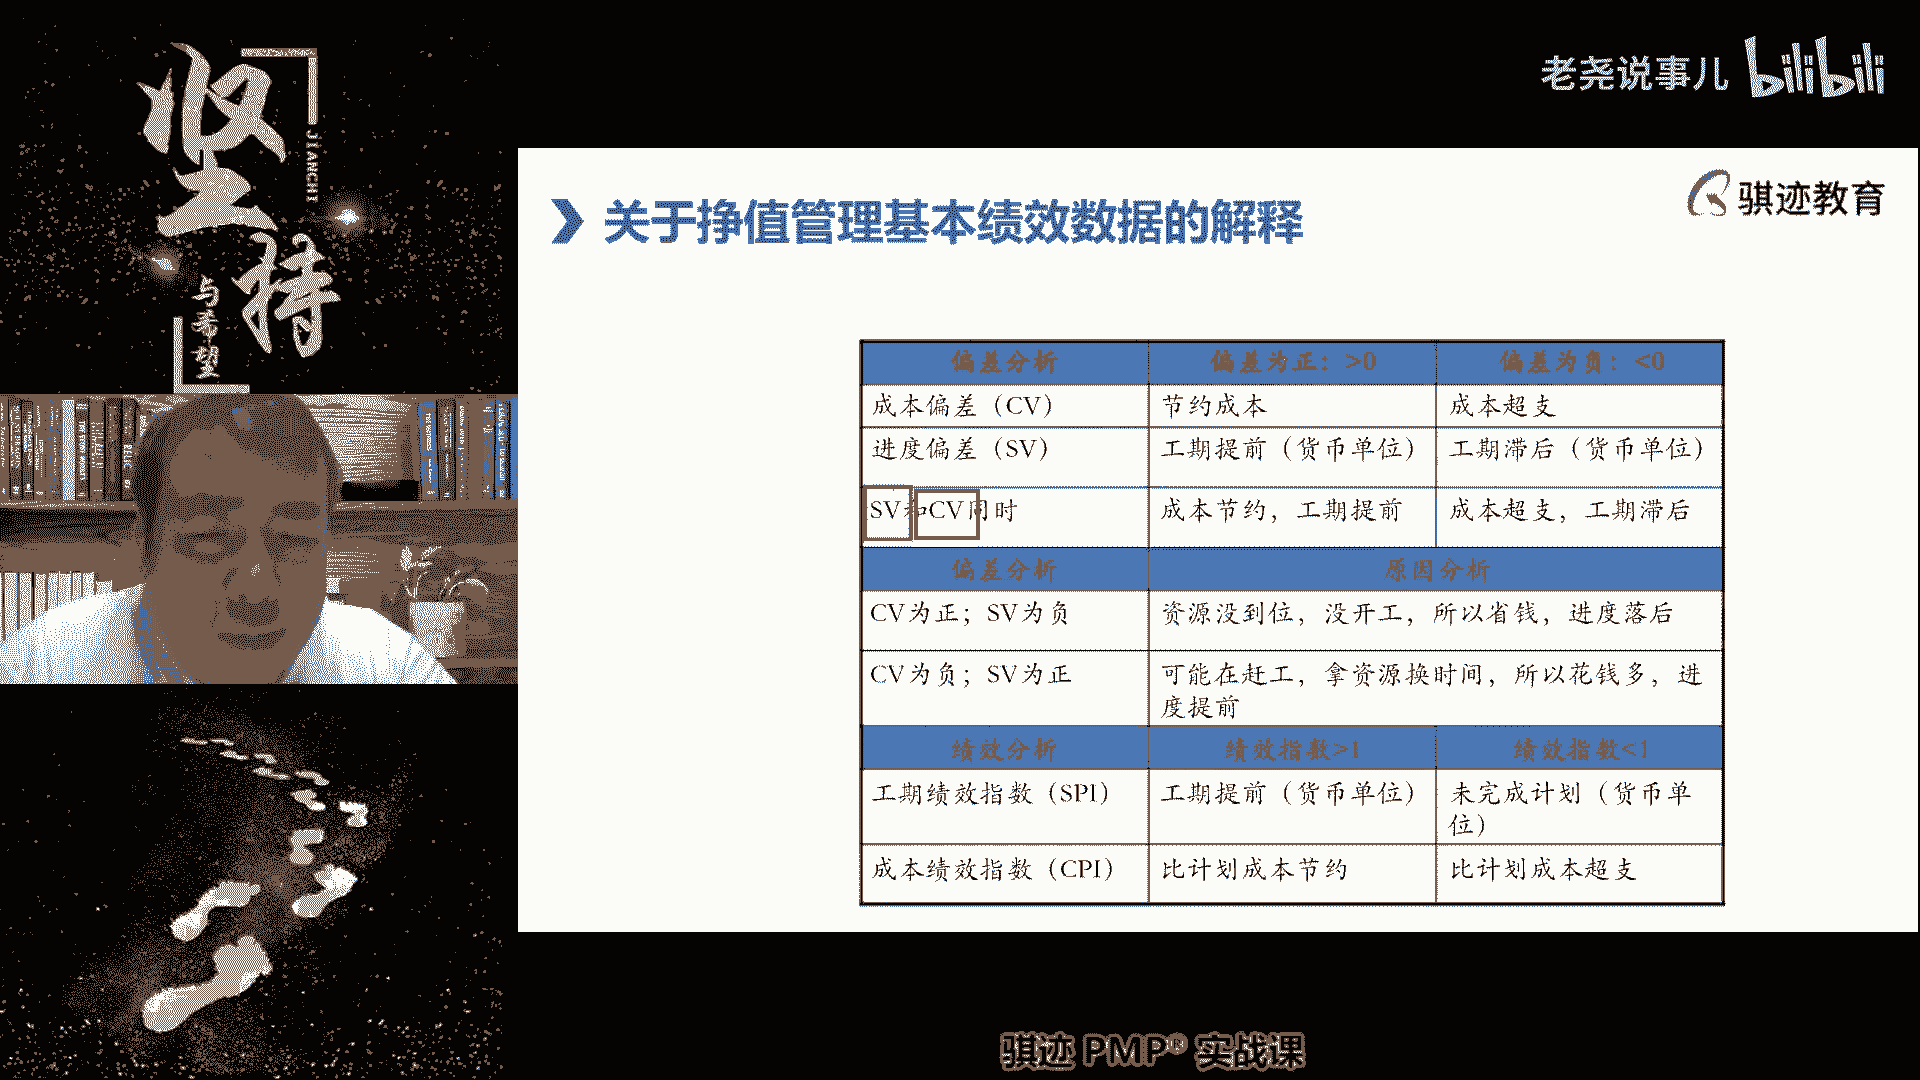 坚持
JIANCHI
与希望
老尧说事儿 bilibili
骐迹教育
关于挣值管理基本绩效数据的解释
偏差分析 偏差为正：>0 偏差为负：<0
成本偏差（CV） 节约成本 成本超支
进度偏差（SV） 工期提前（货币单位） 工期滞后（货币单位）
SV和CV同时 成本节约，工期提前 成本超支，工期滞后
偏差分析 原因分析
CV为正；SV为负 资源没到位，没开工，所以省钱，进度落后
CV为负；SV为正 可能在赶工，拿资源换时间，所以花钱多，进
度提前
绩效分析 绩效指数>1 绩效指数<1
工期绩效指数（SPI） 工期提前（货币单位） 未完成计划（货币单
位）
成本绩效指数（CPI） 比计划成本节约 比计划成本超支
骐迹 PMP® 实战课